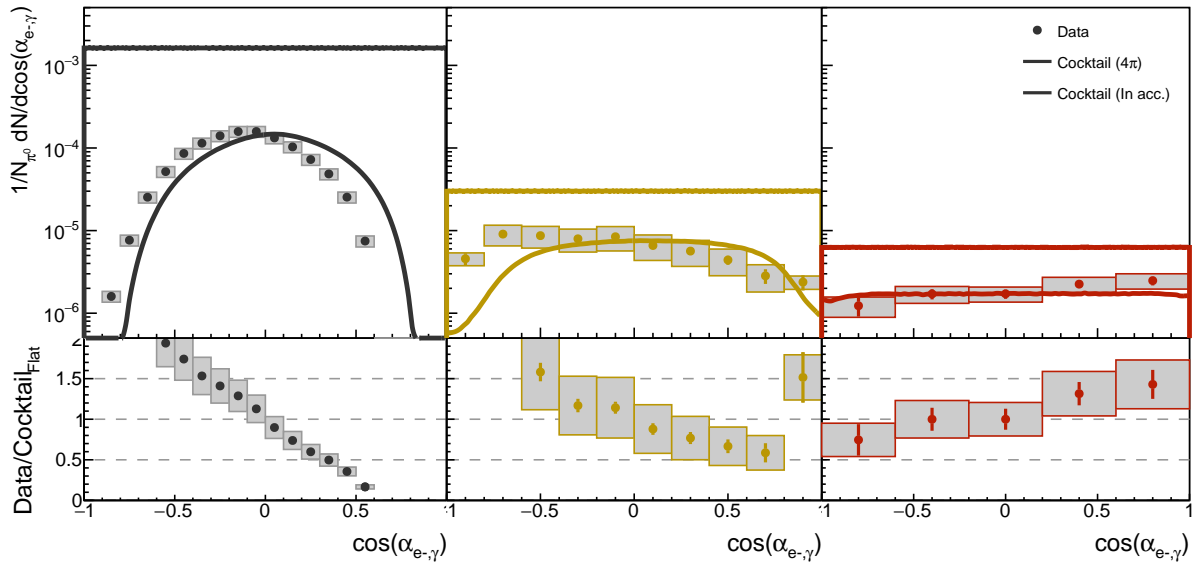 1/N_π⁰ dN/dcos(α_e-,γ)
10⁻³
10⁻⁴
10⁻⁵
10⁻⁶
Data
Cocktail (4π)
Cocktail (In acc.)
Data/Cocktail_Flat
2
1.5
1
0.5
0
−1 −0.5 0 0.5 1 −0.5 0 0.5 1 −0.5 0 0.5 1
cos(α_e-,γ) cos(α_e-,γ) cos(α_e-,γ)